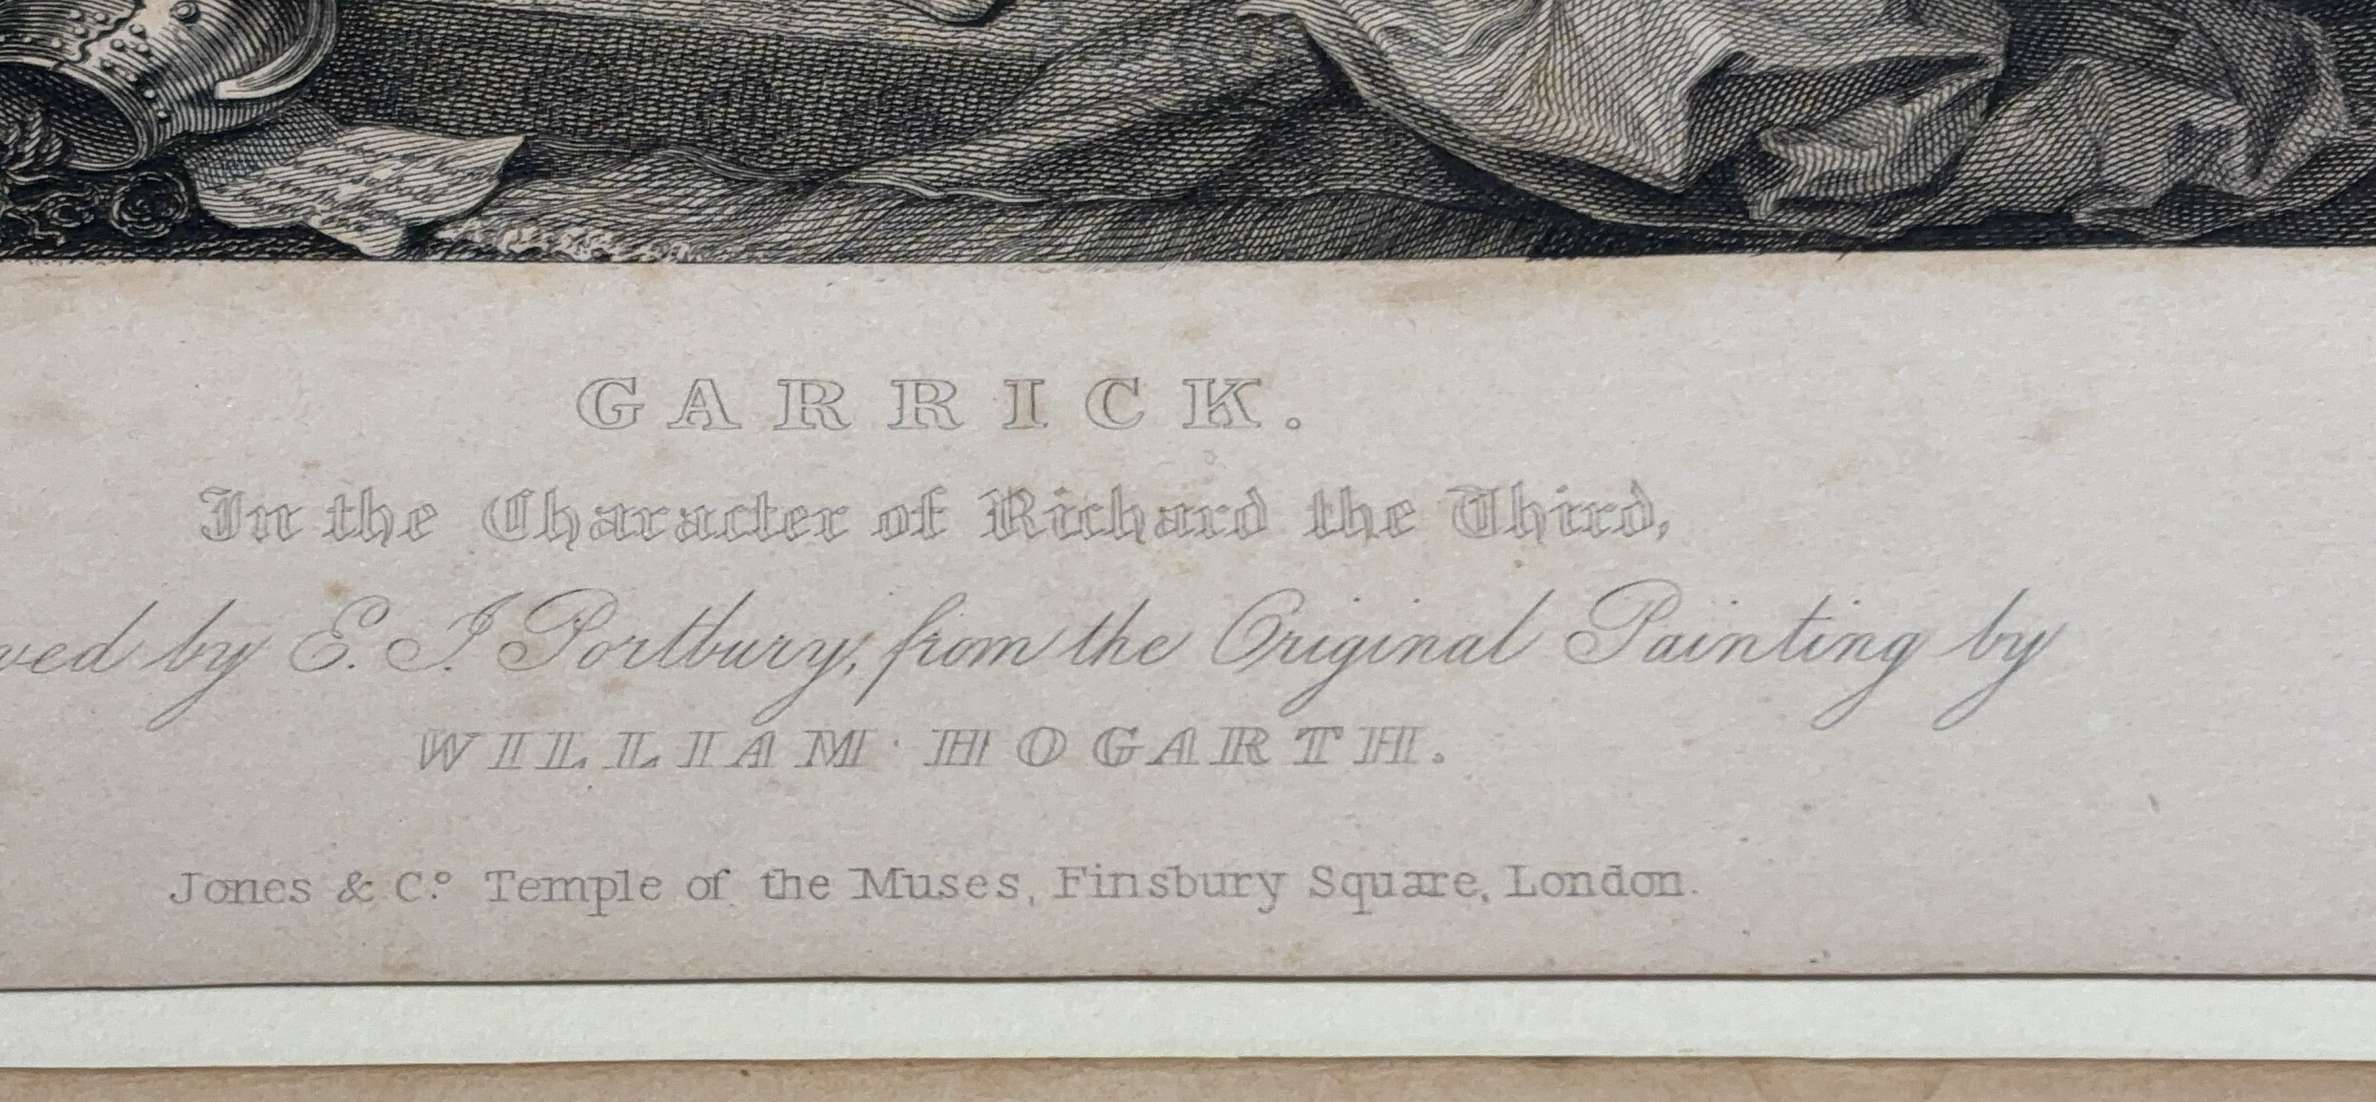 GARRICK.
In the Character of Richard the Third,
ved by E. J. Portbury, from the Original Painting by
WILLIAM HOGARTH.
Jones & Co. Temple of the Muses, Finsbury Square, London.